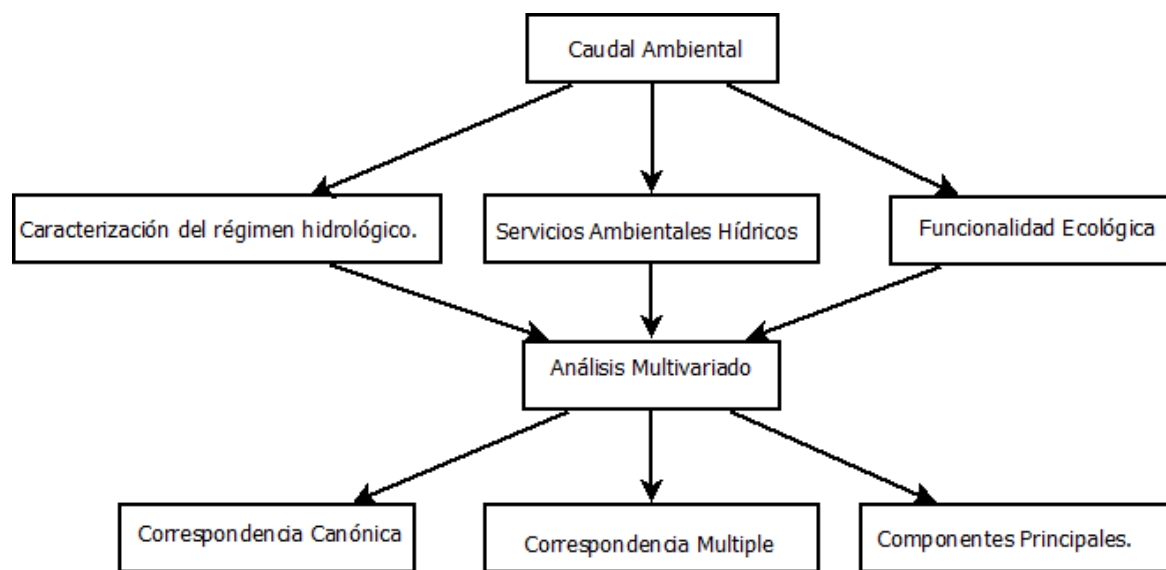 Caudal Ambiental
Caracterización del régimen hidrológico.
Servicios Ambientales Hídricos
Funcionalidad Ecológica
Análisis Multivariado
Correspondencia Canónica
Correspondencia Multiple
Componentes Principales.